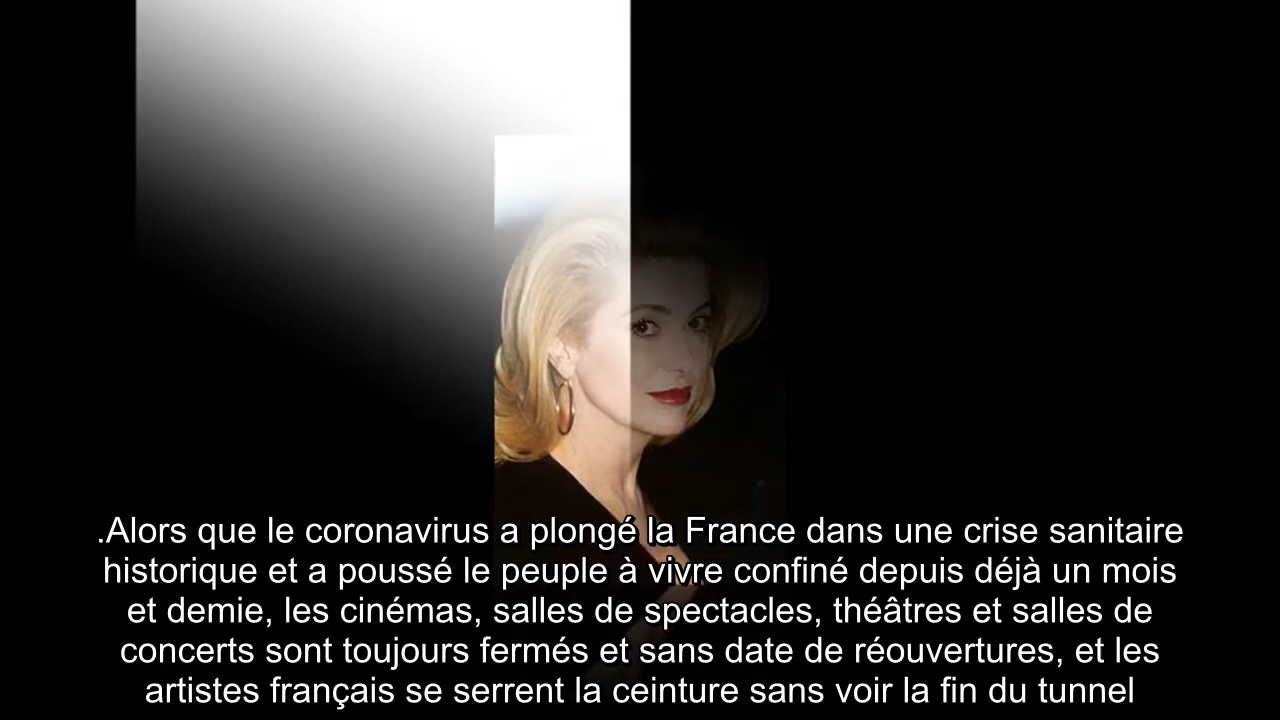 .Alors que le coronavirus a plongé la France dans une crise sanitaire
historique et a poussé le peuple à vivre confiné depuis déjà un mois
et demie, les cinémas, salles de spectacles, théâtres et salles de
concerts sont toujours fermés et sans date de réouvertures, et les
artistes français se serrent la ceinture sans voir la fin du tunnel